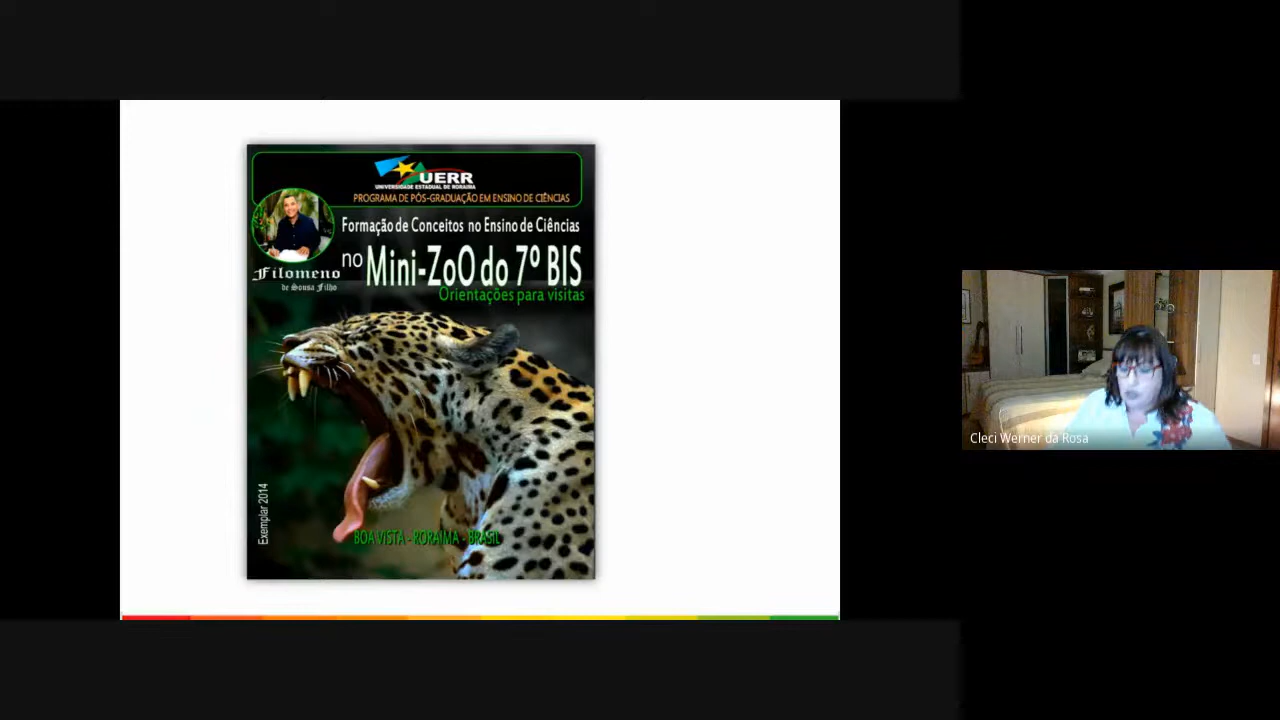 UERR
UNIVERSIDADE ESTADUAL DE RORAIMA
PROGRAMA DE PÓS-GRADUAÇÃO EM ENSINO DE CIÊNCIAS
Formação de Conceitos no Ensino de Ciências
no Mini-ZoO do 7º BIS
Orientações para visitas
Filomeno
de Sousa Filho
Exemplar 2014
BOA VISTA - RORAIMA - BRASIL
Cleci Werner da Rosa